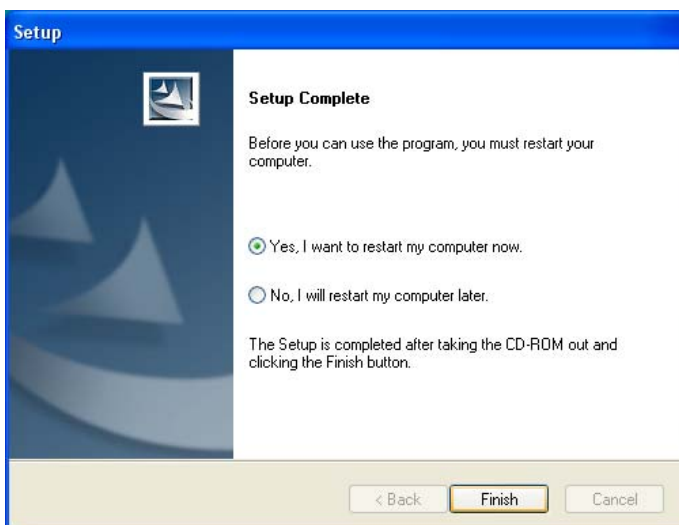 Setup
Setup Complete
Before you can use the program, you must restart your
computer.
Yes, I want to restart my computer now.
No, I will restart my computer later.
The Setup is completed after taking the CD-ROM out and
clicking the Finish button.
< Back
Finish
Cancel